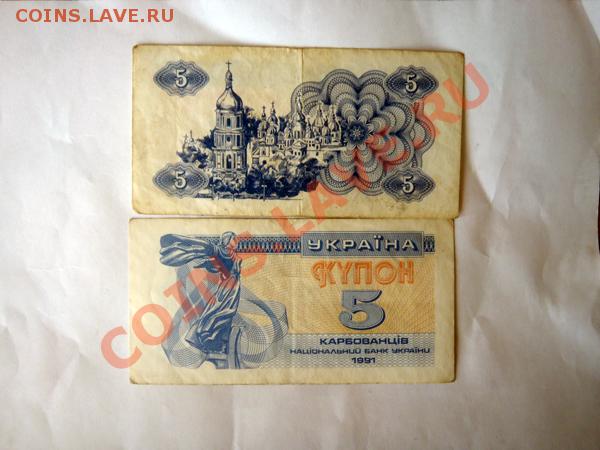 COINS.LAVE.RU
5 5
5 5
COINS.LAVE.RU
УКРАЇНА
КУПОН
5
КАРБОВАНЦІВ
НАЦІОНАЛЬНИЙ БАНК УКРАЇНИ
1991